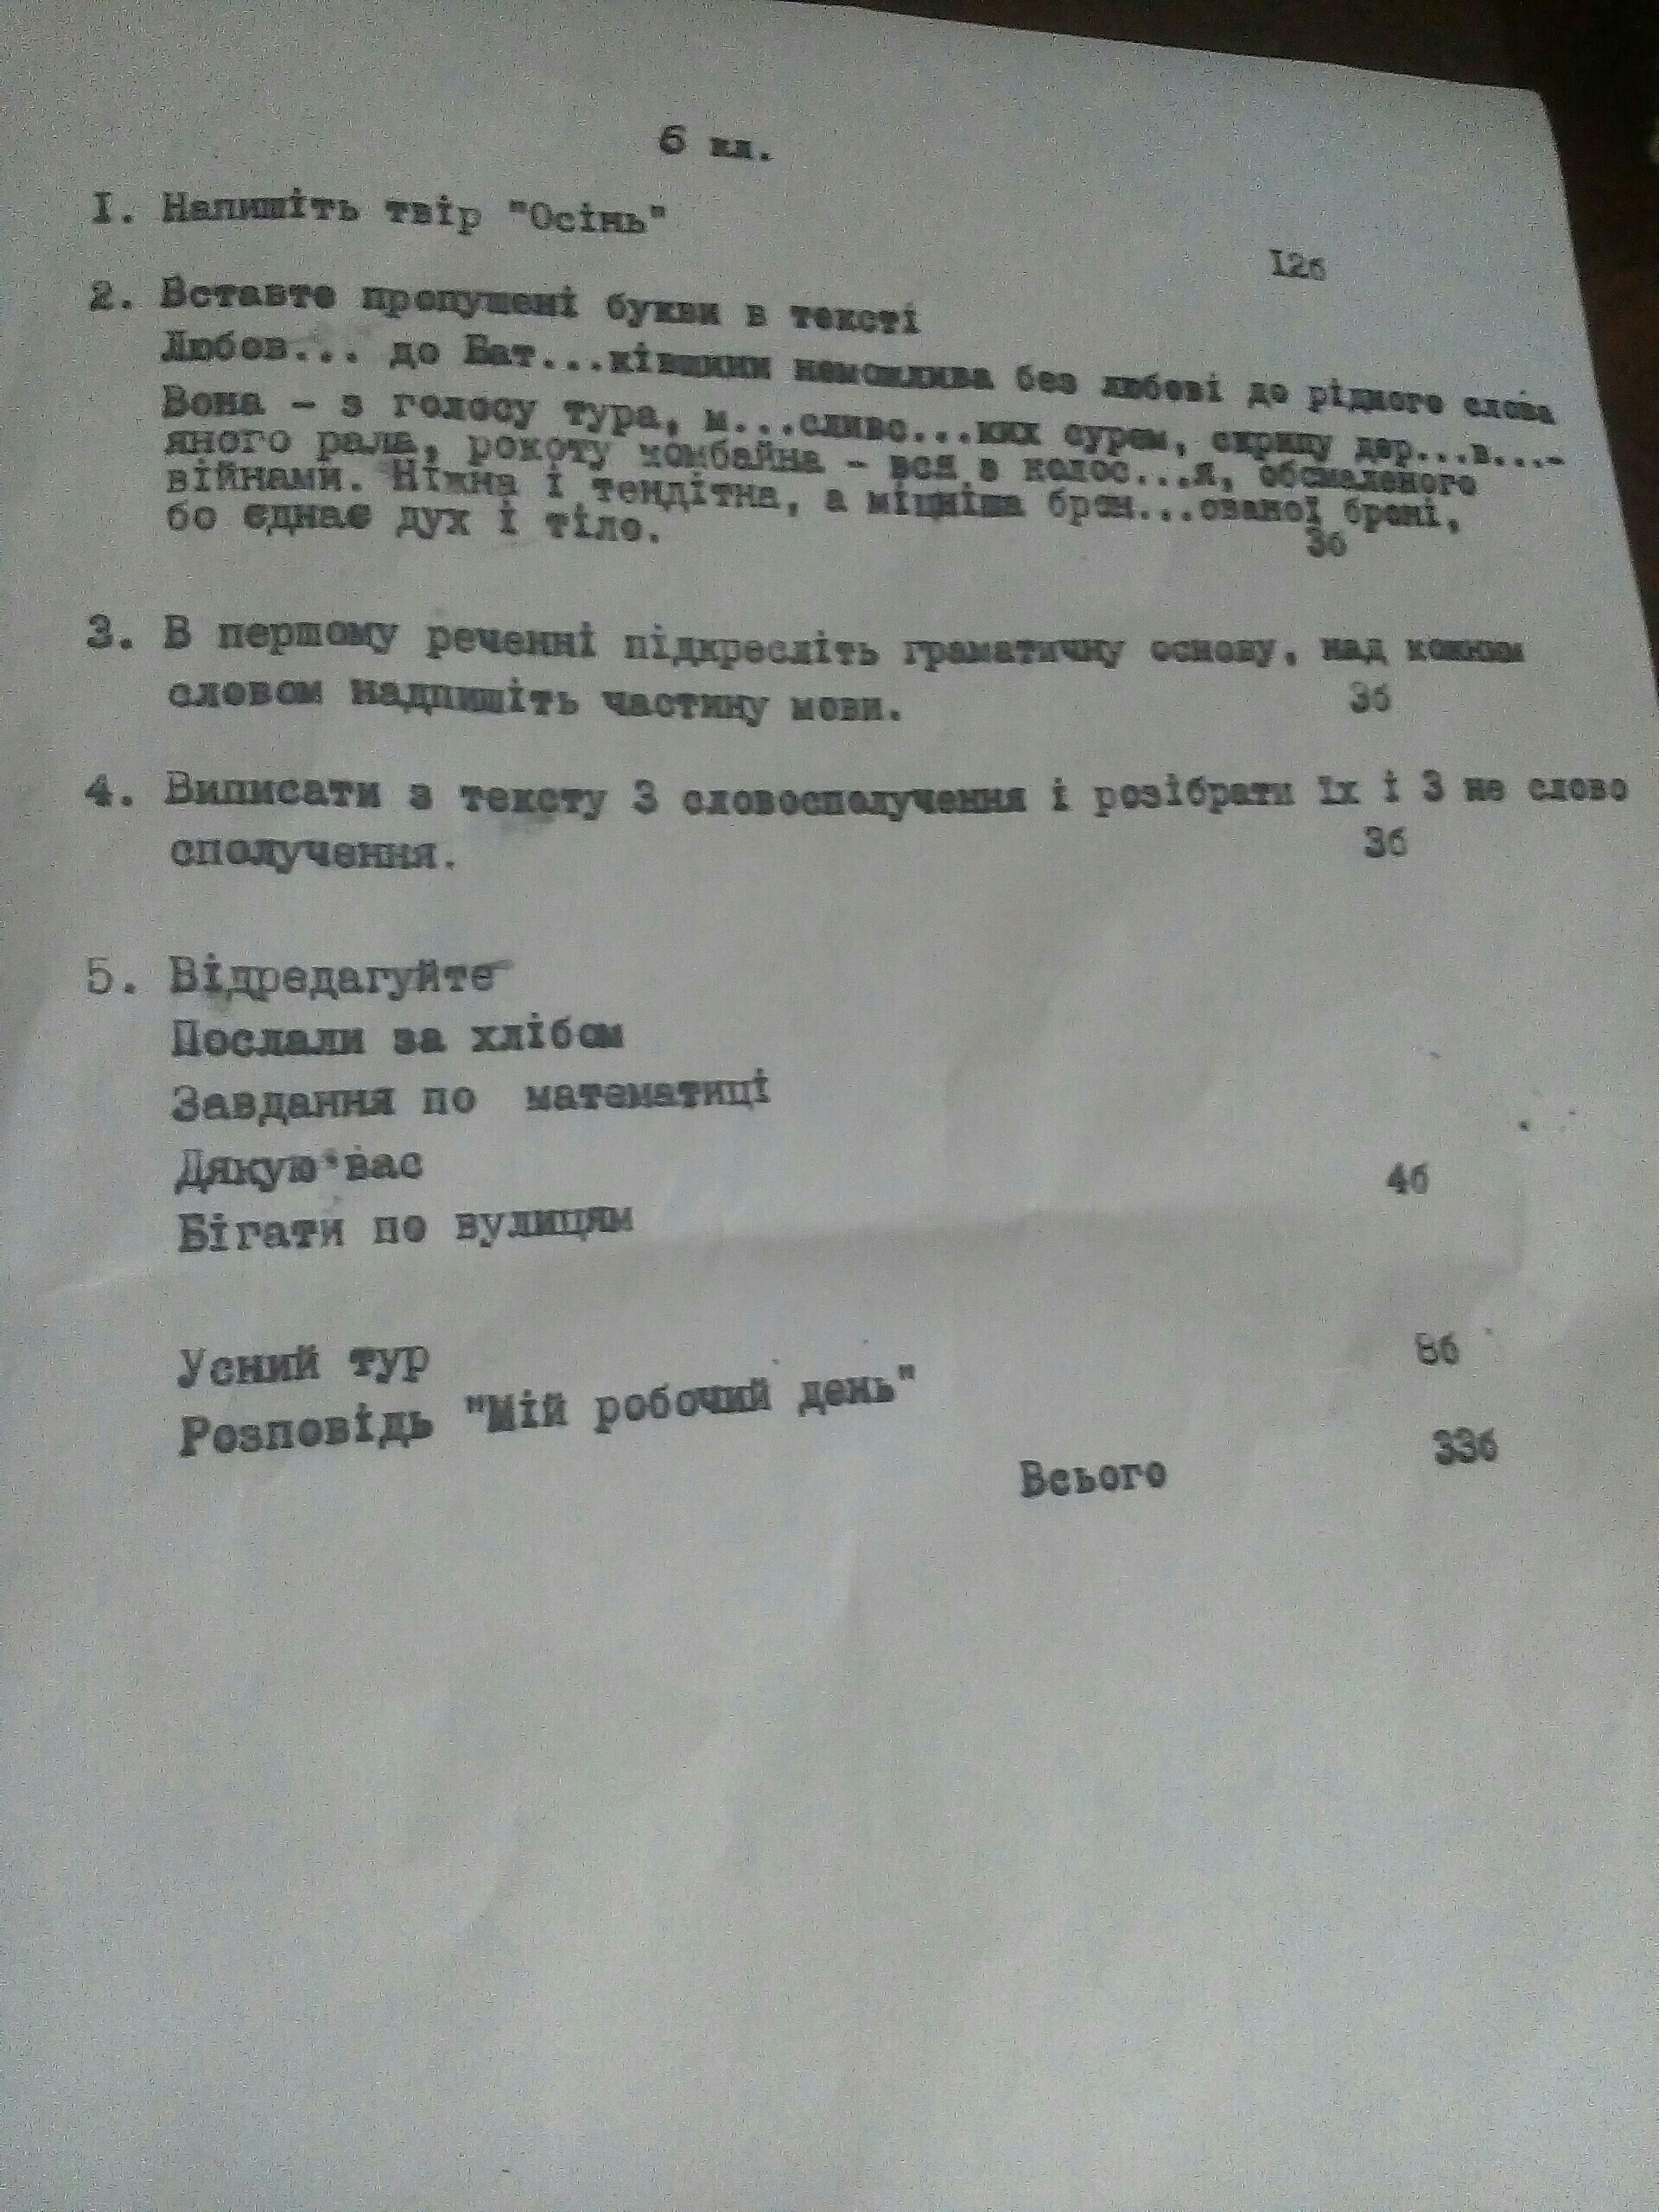 6 кл.
I. Напишіть твір "Осінь"
I2б
2. Вставте пропущені букви в тексті
Любов... до Бат...ківщини неможлива без любові до рідного слова
Вона - з голосу тура, м...сливс...ких сурем, скрипу дер...в...-
яного рала, рокоту комбайна - вся з колос...я, обсмаленого
війнами. Ніжна і тендітна, а міцніша брон...ованої броні,
бо єднає дух і тіло.
3б
3. В першому реченні підкресліть граматичну основу, над кожним
словом надпишіть частину мови. 3б
4. Виписати з тексту 3 словосполучення і розібрати їх і 3 не слово
сполучення. 3б
5. Відредагуйте
Послали за хлібом
Завдання по математиці
Дякую вас
4б
Бігати по вулицям
Усний тур 8б
Розповідь "Мій робочий день"
Всього 33б